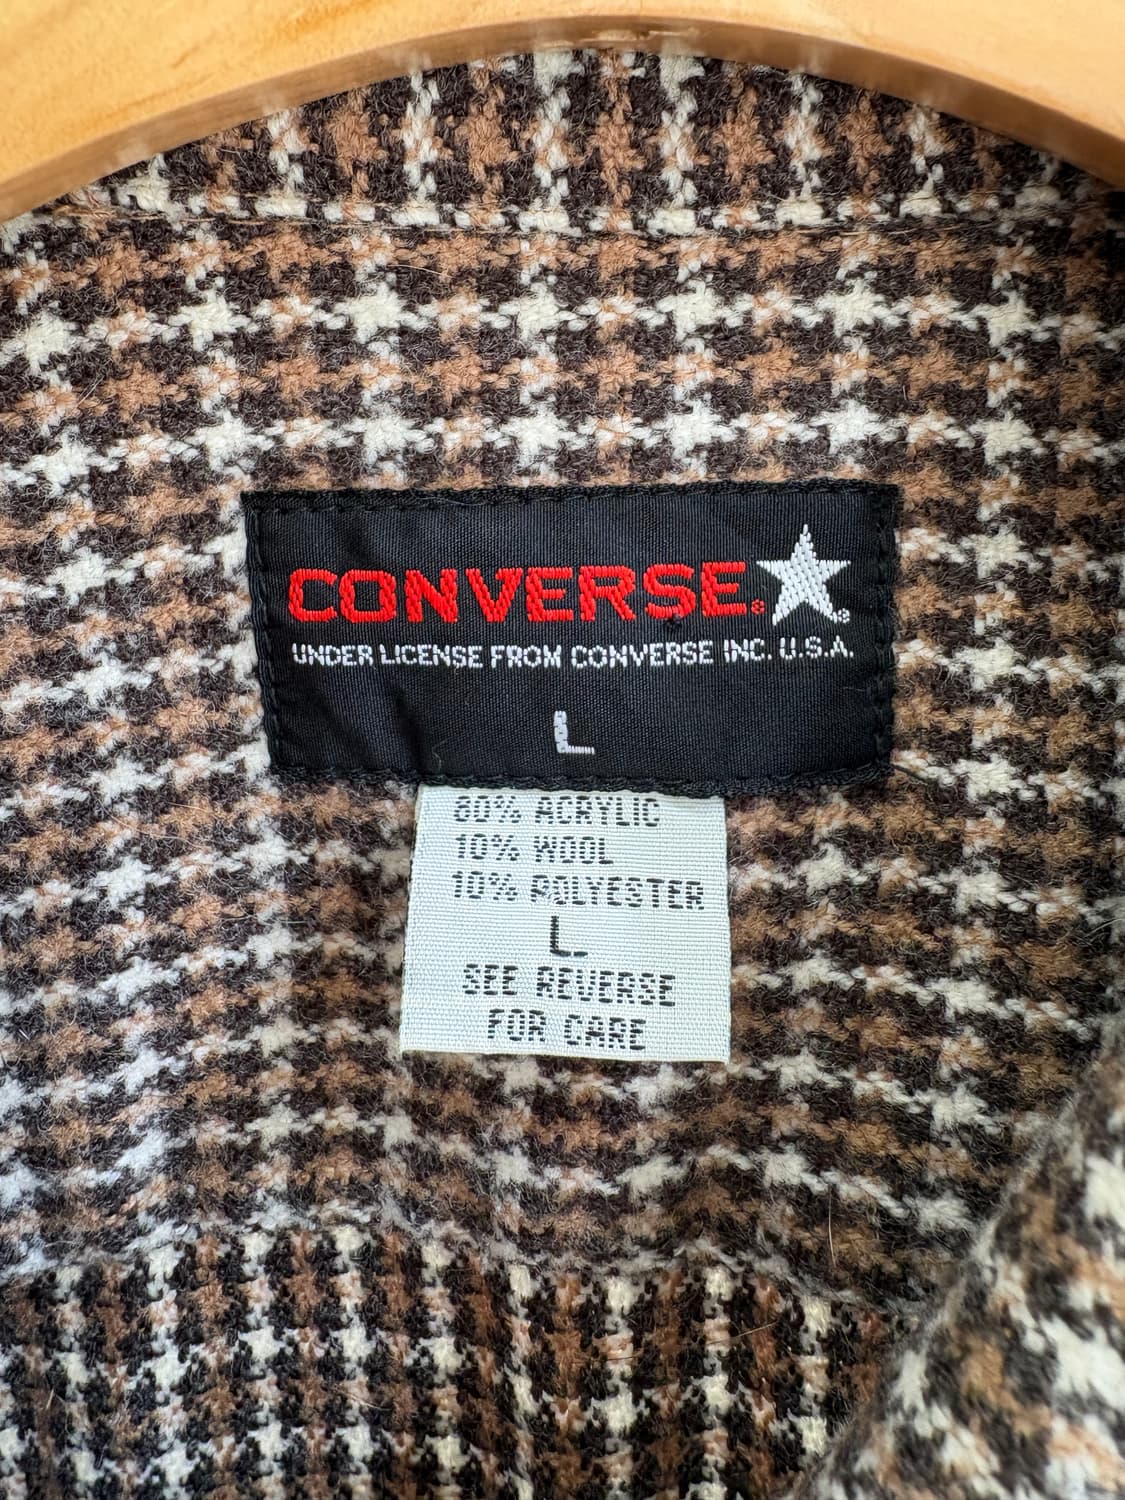 CONVERSE®
UNDER LICENSE FROM CONVERSE INC. U.S.A.
L
80% ACRYLIC
10% WOOL
10% POLYESTER
L
SEE REVERSE
FOR CARE